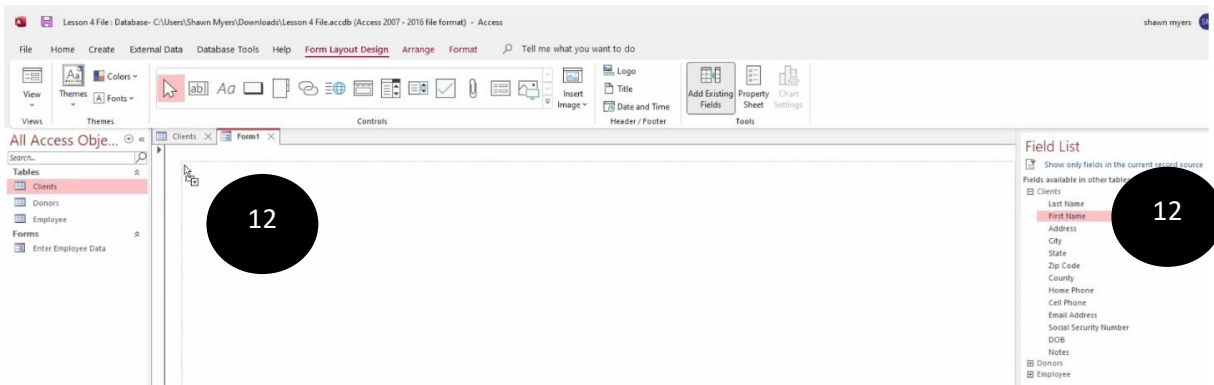 Lesson 4 File : Database- C:\Users\Shawn Myers\Downloads\Lesson 4 File.accdb (Access 2007 - 2016 file format) - Access
shawn myers
File Home Create External Data Database Tools Help Form Layout Design Arrange Format Tell me what you want to do
View
Themes
Colors
Fonts
ab
Aa
Insert Image
Logo
Title
Date and Time
Add Existing Fields
Property Sheet
Chart Settings
Views
Themes
Controls
Header / Footer
Tools
All Access Obje...
Search..
Tables
Clients
Donors
Employee
Forms
Enter Employee Data
Clients
Form1
12
Field List
Show only fields in the current record source
Fields available in other table
Clients
Last Name
First Name
Address
City
State
Zip Code
County
Home Phone
Cell Phone
Email Address
Social Security Number
DOB
Notes
Donors
Employee
12